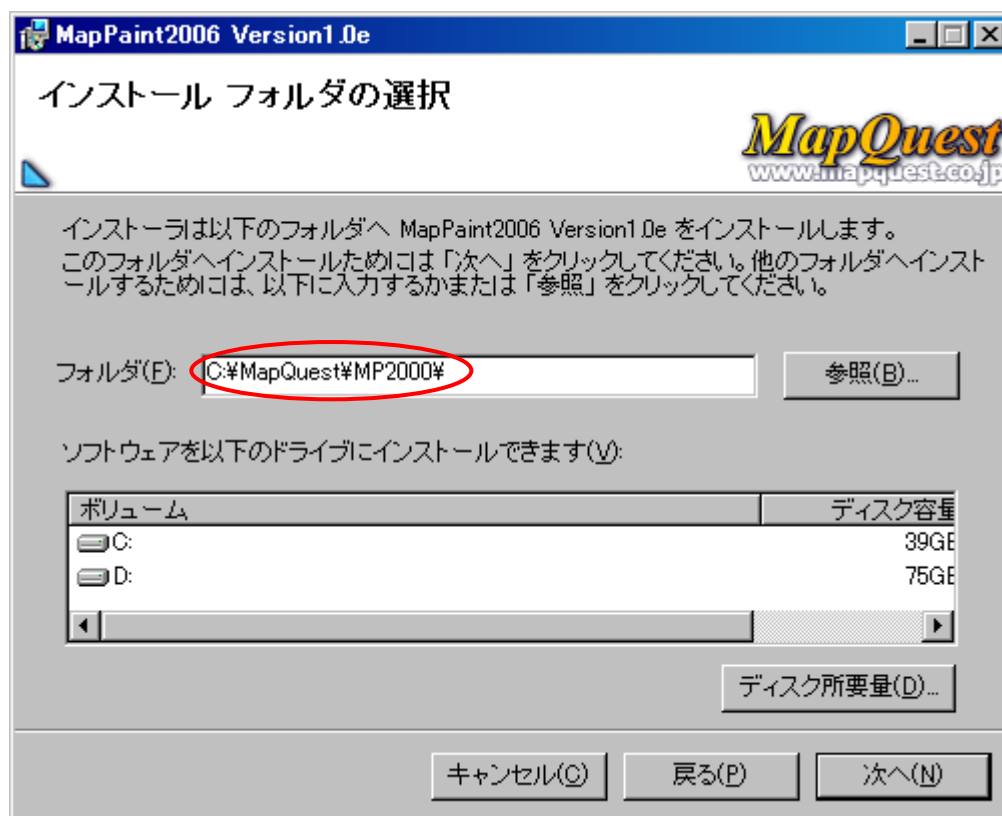 MapPaint2006 Version1.0e
インストール フォルダの選択
MapQuest
www.mapquest.co.jp
インストーラは以下のフォルダへ MapPaint2006 Version1.0e をインストールします。
このフォルダへインストールためには「次へ」をクリックしてください。他のフォルダへインスト
ールするためには、以下に入力するかまたは「参照」をクリックしてください。
フォルダ(F): C:¥MapQuest¥MP2000¥ 参照(B)...
ソフトウェアを以下のドライブにインストールできます(V):
ボリューム ディスク容量
C: 39GB
D: 75GB
ディスク所要量(D)...
キャンセル(C) 戻る(P) 次へ(N)